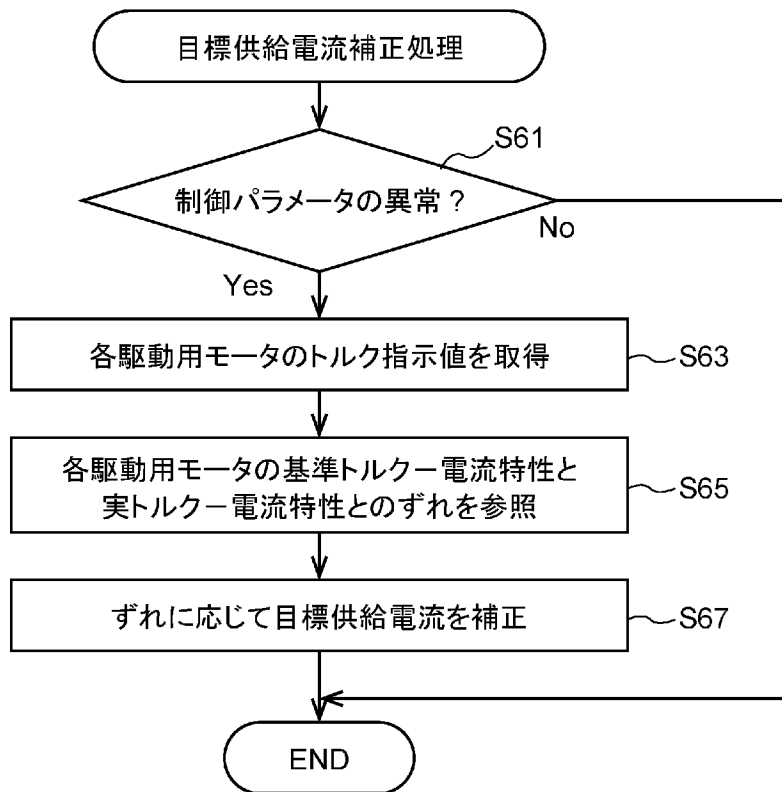 目標供給電流補正処理
S61
制御パラメータの異常？
No
Yes
各駆動用モータのトルク指示値を取得
S63
各駆動用モータの基準トルクー電流特性と
実トルクー電流特性とのずれを参照
S65
ずれに応じて目標供給電流を補正
S67
END